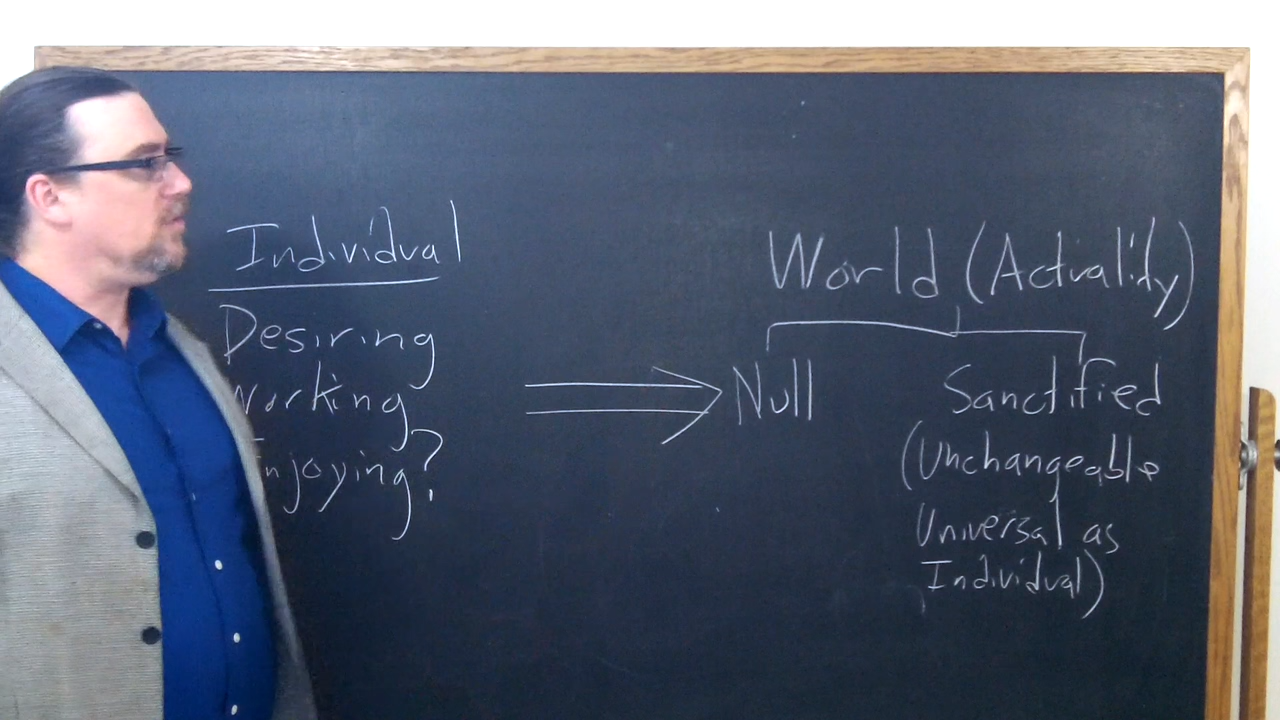 Individual
Desiring
Working
Enjoying?
World (Actuality)
Null
Sanctified
(Unchangeable
Universal as
Individual)